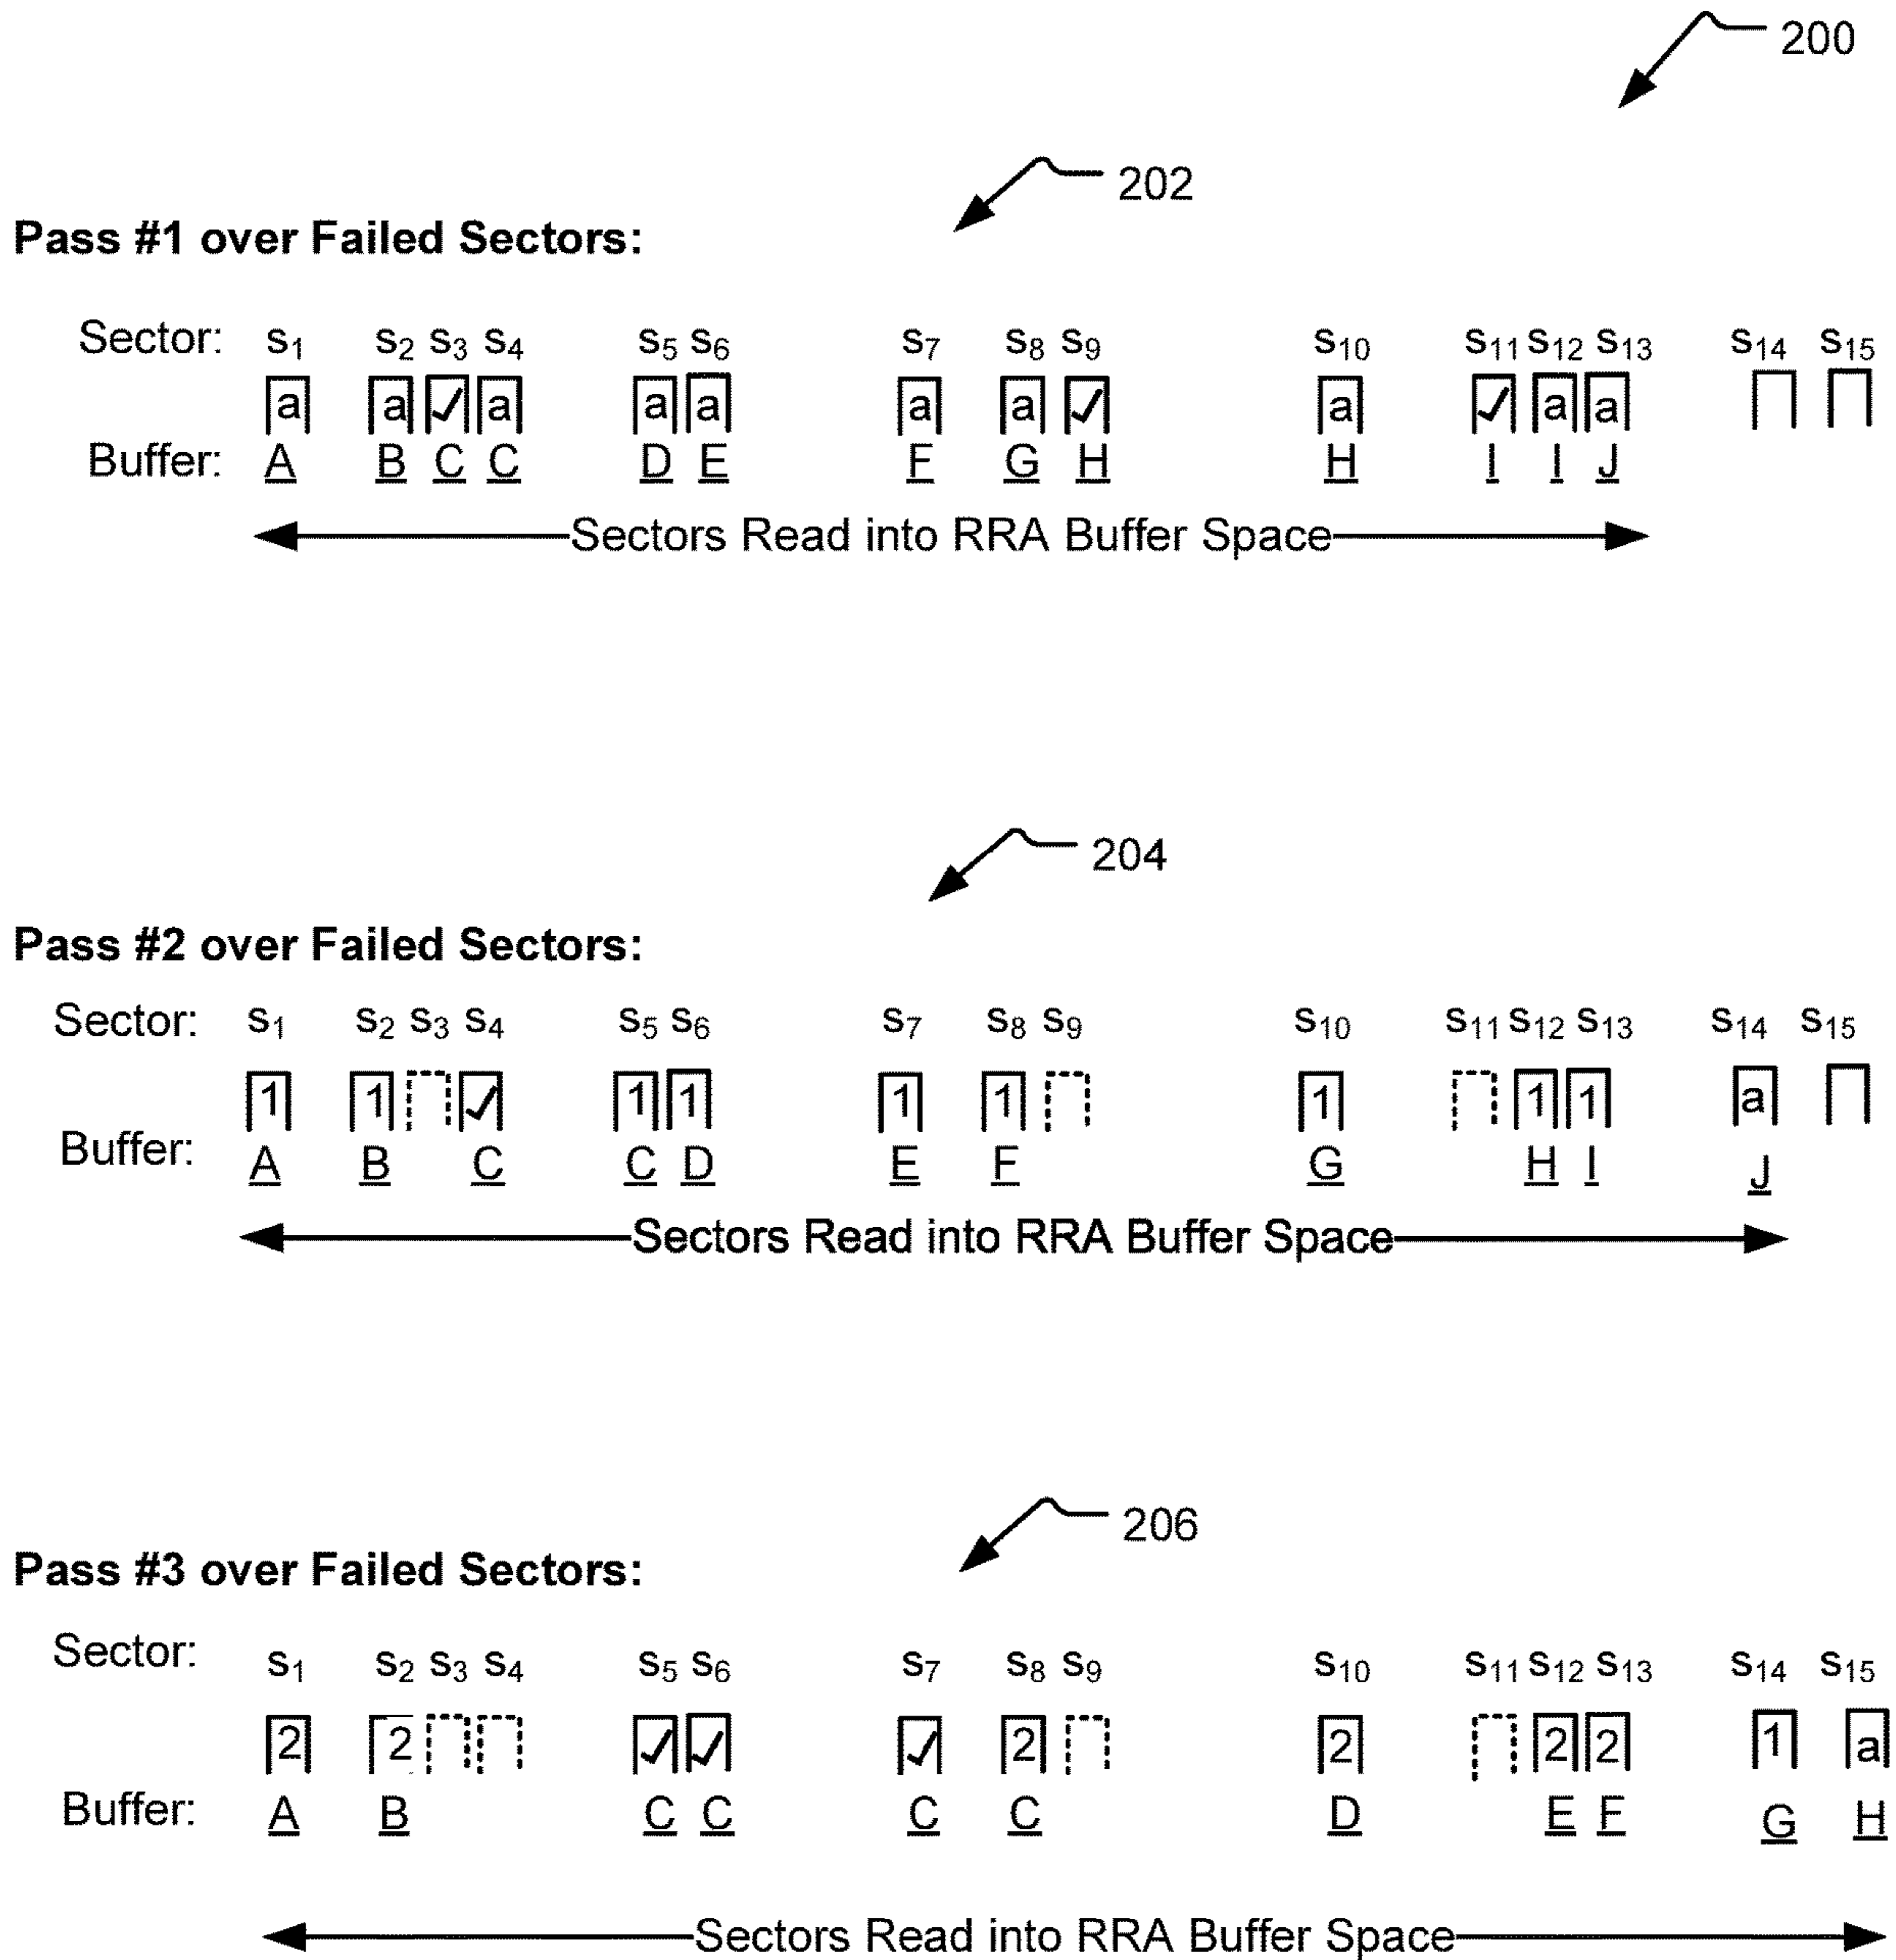 200
202
Pass #1 over Failed Sectors:
Sector: s1 s2 s3 s4 s5 s6 s7 s8 s9 s10 s11 s12 s13 s14 s15
a a ✓ a a a a a ✓ a ✓ a a
Buffer: A B C C D E F G H H I I J
Sectors Read into RRA Buffer Space
204
Pass #2 over Failed Sectors:
Sector: s1 s2 s3 s4 s5 s6 s7 s8 s9 s10 s11 s12 s13 s14 s15
1 1 ✓ 1 1 1 1 1 1 1 a
Buffer: A B C C D E F G H I J
Sectors Read into RRA Buffer Space
206
Pass #3 over Failed Sectors:
Sector: s1 s2 s3 s4 s5 s6 s7 s8 s9 s10 s11 s12 s13 s14 s15
2 2 ✓ ✓ ✓ 2 2 2 2 1 a
Buffer: A B C C C C D E F G H
Sectors Read into RRA Buffer Space